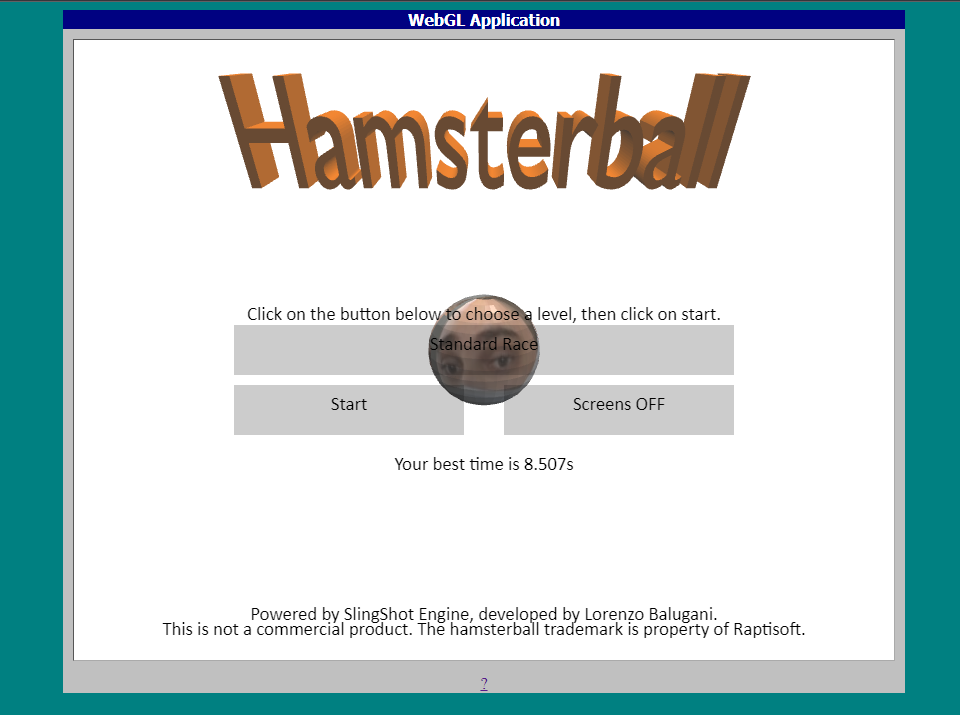 WebGL Application
Hamsterball
Click on the button below to choose a level, then click on start.
Standard Race
Start
Screens OFF
Your best time is 8.507s
Powered by SlingShot Engine, developed by Lorenzo Balugani.
This is not a commercial product. The hamsterball trademark is property of Raptisoft.
?